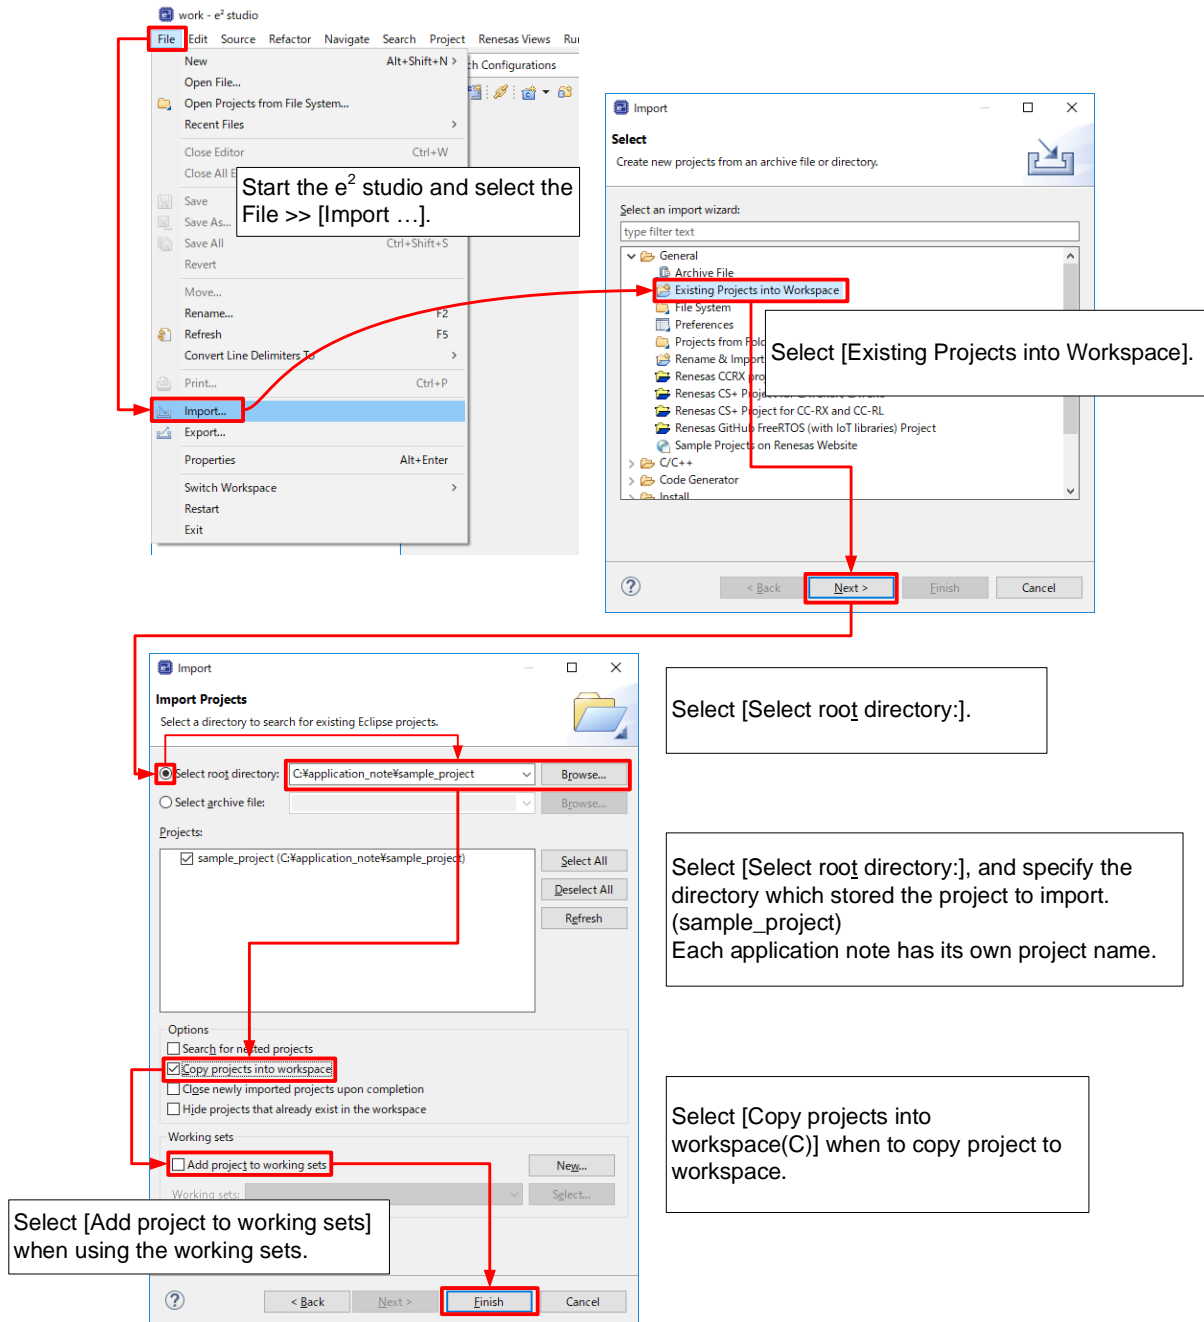 work - e² studio
File Edit Source Refactor Navigate Search Project Renesas Views Ru
New Alt+Shift+N >
ch Configurations
Open File...
Open Projects from File System...
Recent Files >
Close Editor Ctrl+W
Close All E
Start the e² studio and select the
File >> [Import …].
Save
Save As...
Save All Ctrl+Shift+S
Revert
Move...
Rename... F2
Refresh F5
Convert Line Delimiters To >
Print... Ctrl+P
Import...
Export...
Properties Alt+Enter
Switch Workspace >
Restart
Exit
Import
Select
Create new projects from an archive file or directory.
Select an import wizard:
type filter text
General
Archive File
Existing Projects into Workspace
File System
Preferences
Projects from Fol
Rename & Import
Renesas CCRX proj
Renesas CS+ Project for
Renesas CS+ Project for CC-RX and CC-RL
Renesas GitHub FreeRTOS (with IoT libraries) Project
Sample Projects on Renesas Website
C/C++
Code Generator
Install
Select [Existing Projects into Workspace].
? < Back Next > Finish Cancel
Import
Import Projects
Select a directory to search for existing Eclipse projects.
Select root directory: C:¥application_note¥sample_project Browse...
Select archive file: Browse...
Projects:
sample_project (C:¥application_note¥sample_project)
Select All
Deselect All
Refresh
Options
Search for nested projects
Copy projects into workspace
Close newly imported projects upon completion
Hide projects that already exist in the workspace
Working sets
Add project to working sets New...
Working sets: Select...
Select [Add project to working sets]
when using the working sets.
? < Back Next > Finish Cancel
Select [Select root directory:].
Select [Select root directory:], and specify the
directory which stored the project to import.
(sample_project)
Each application note has its own project name.
Select [Copy projects into
workspace(C)] when to copy project to
workspace.